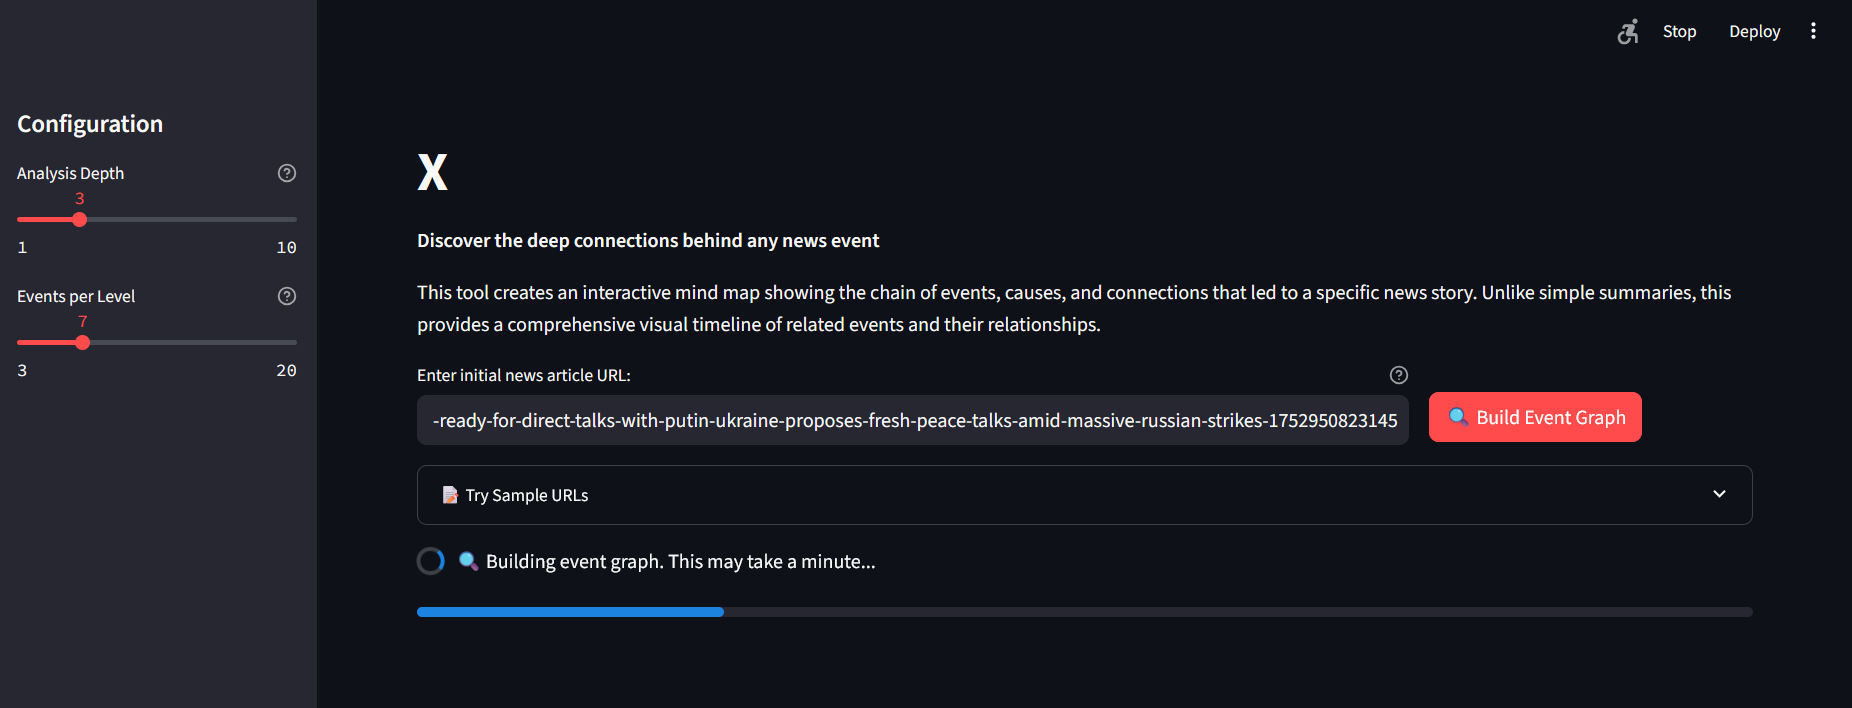 Stop
Deploy
Configuration
Analysis Depth
3
1
10
Events per Level
7
3
20
X
Discover the deep connections behind any news event
This tool creates an interactive mind map showing the chain of events, causes, and connections that led to a specific news story. Unlike simple summaries, this
provides a comprehensive visual timeline of related events and their relationships.
Enter initial news article URL:
-ready-for-direct-talks-with-putin-ukraine-proposes-fresh-peace-talks-amid-massive-russian-strikes-1752950823145
🔍 Build Event Graph
📝 Try Sample URLs
🔍 Building event graph. This may take a minute...